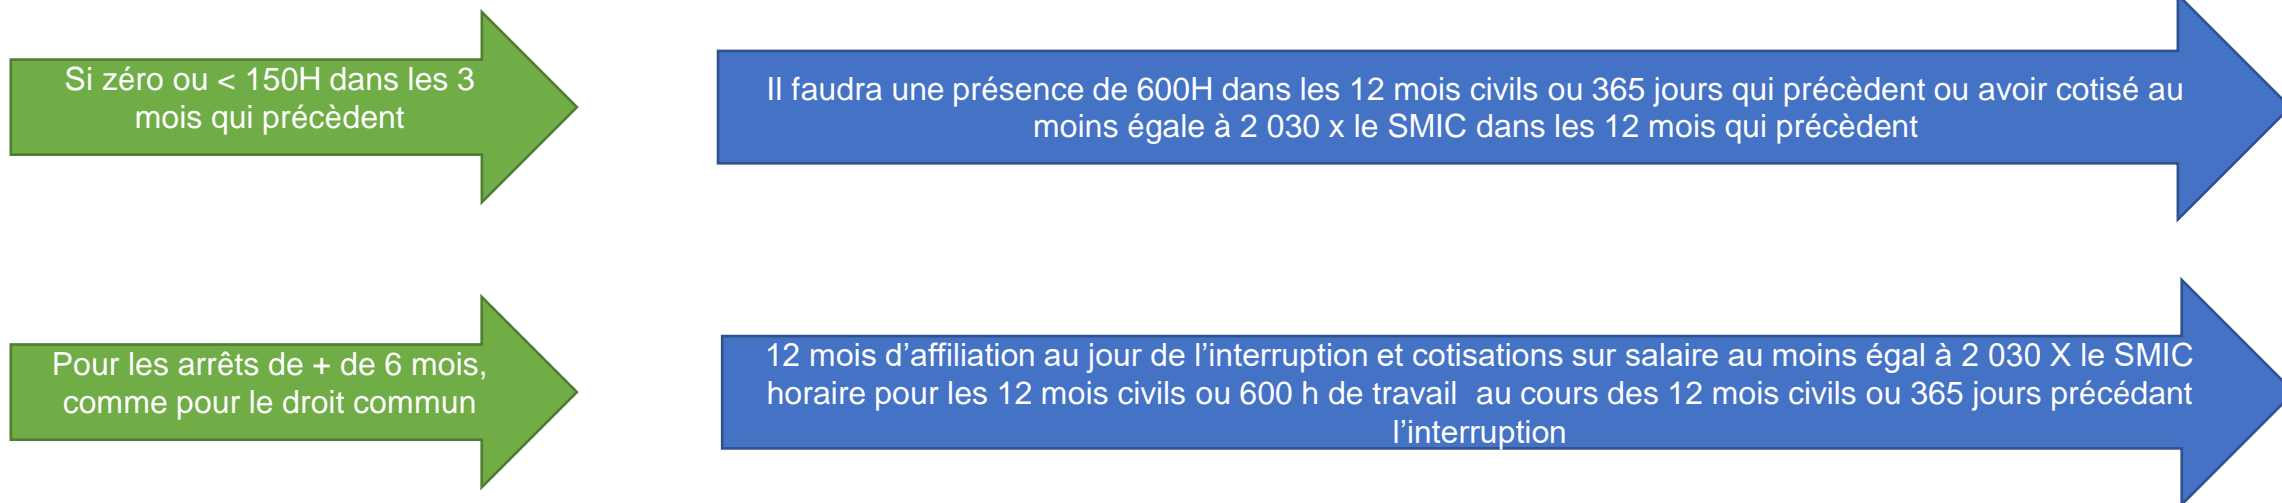 Si zéro ou < 150H dans les 3
mois qui précèdent
Il faudra une présence de 600H dans les 12 mois civils ou 365 jours qui précèdent ou avoir cotisé au
moins égale à 2 030 x le SMIC dans les 12 mois qui précèdent
Pour les arrêts de + de 6 mois,
comme pour le droit commun
12 mois d’affiliation au jour de l’interruption et cotisations sur salaire au moins égal à 2 030 X le SMIC
horaire pour les 12 mois civils ou 600 h de travail au cours des 12 mois civils ou 365 jours précédant
l’interruption